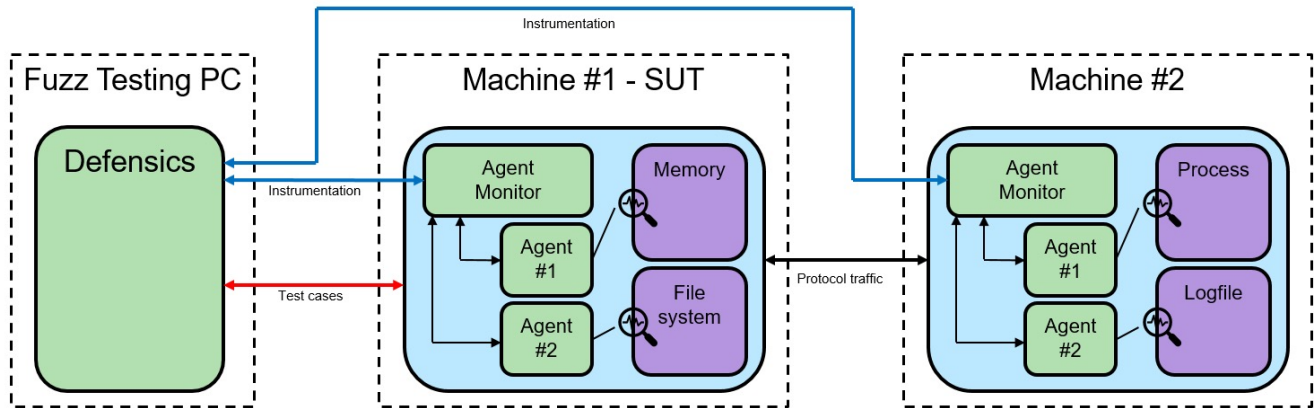 Instrumentation
Fuzz Testing PC
Machine #1 - SUT
Machine #2
Defensics
Instrumentation
Test cases
Agent
Monitor
Agent
#1
Agent
#2
Memory
File
system
Protocol traffic
Agent
Monitor
Agent
#1
Agent
#2
Process
Logfile